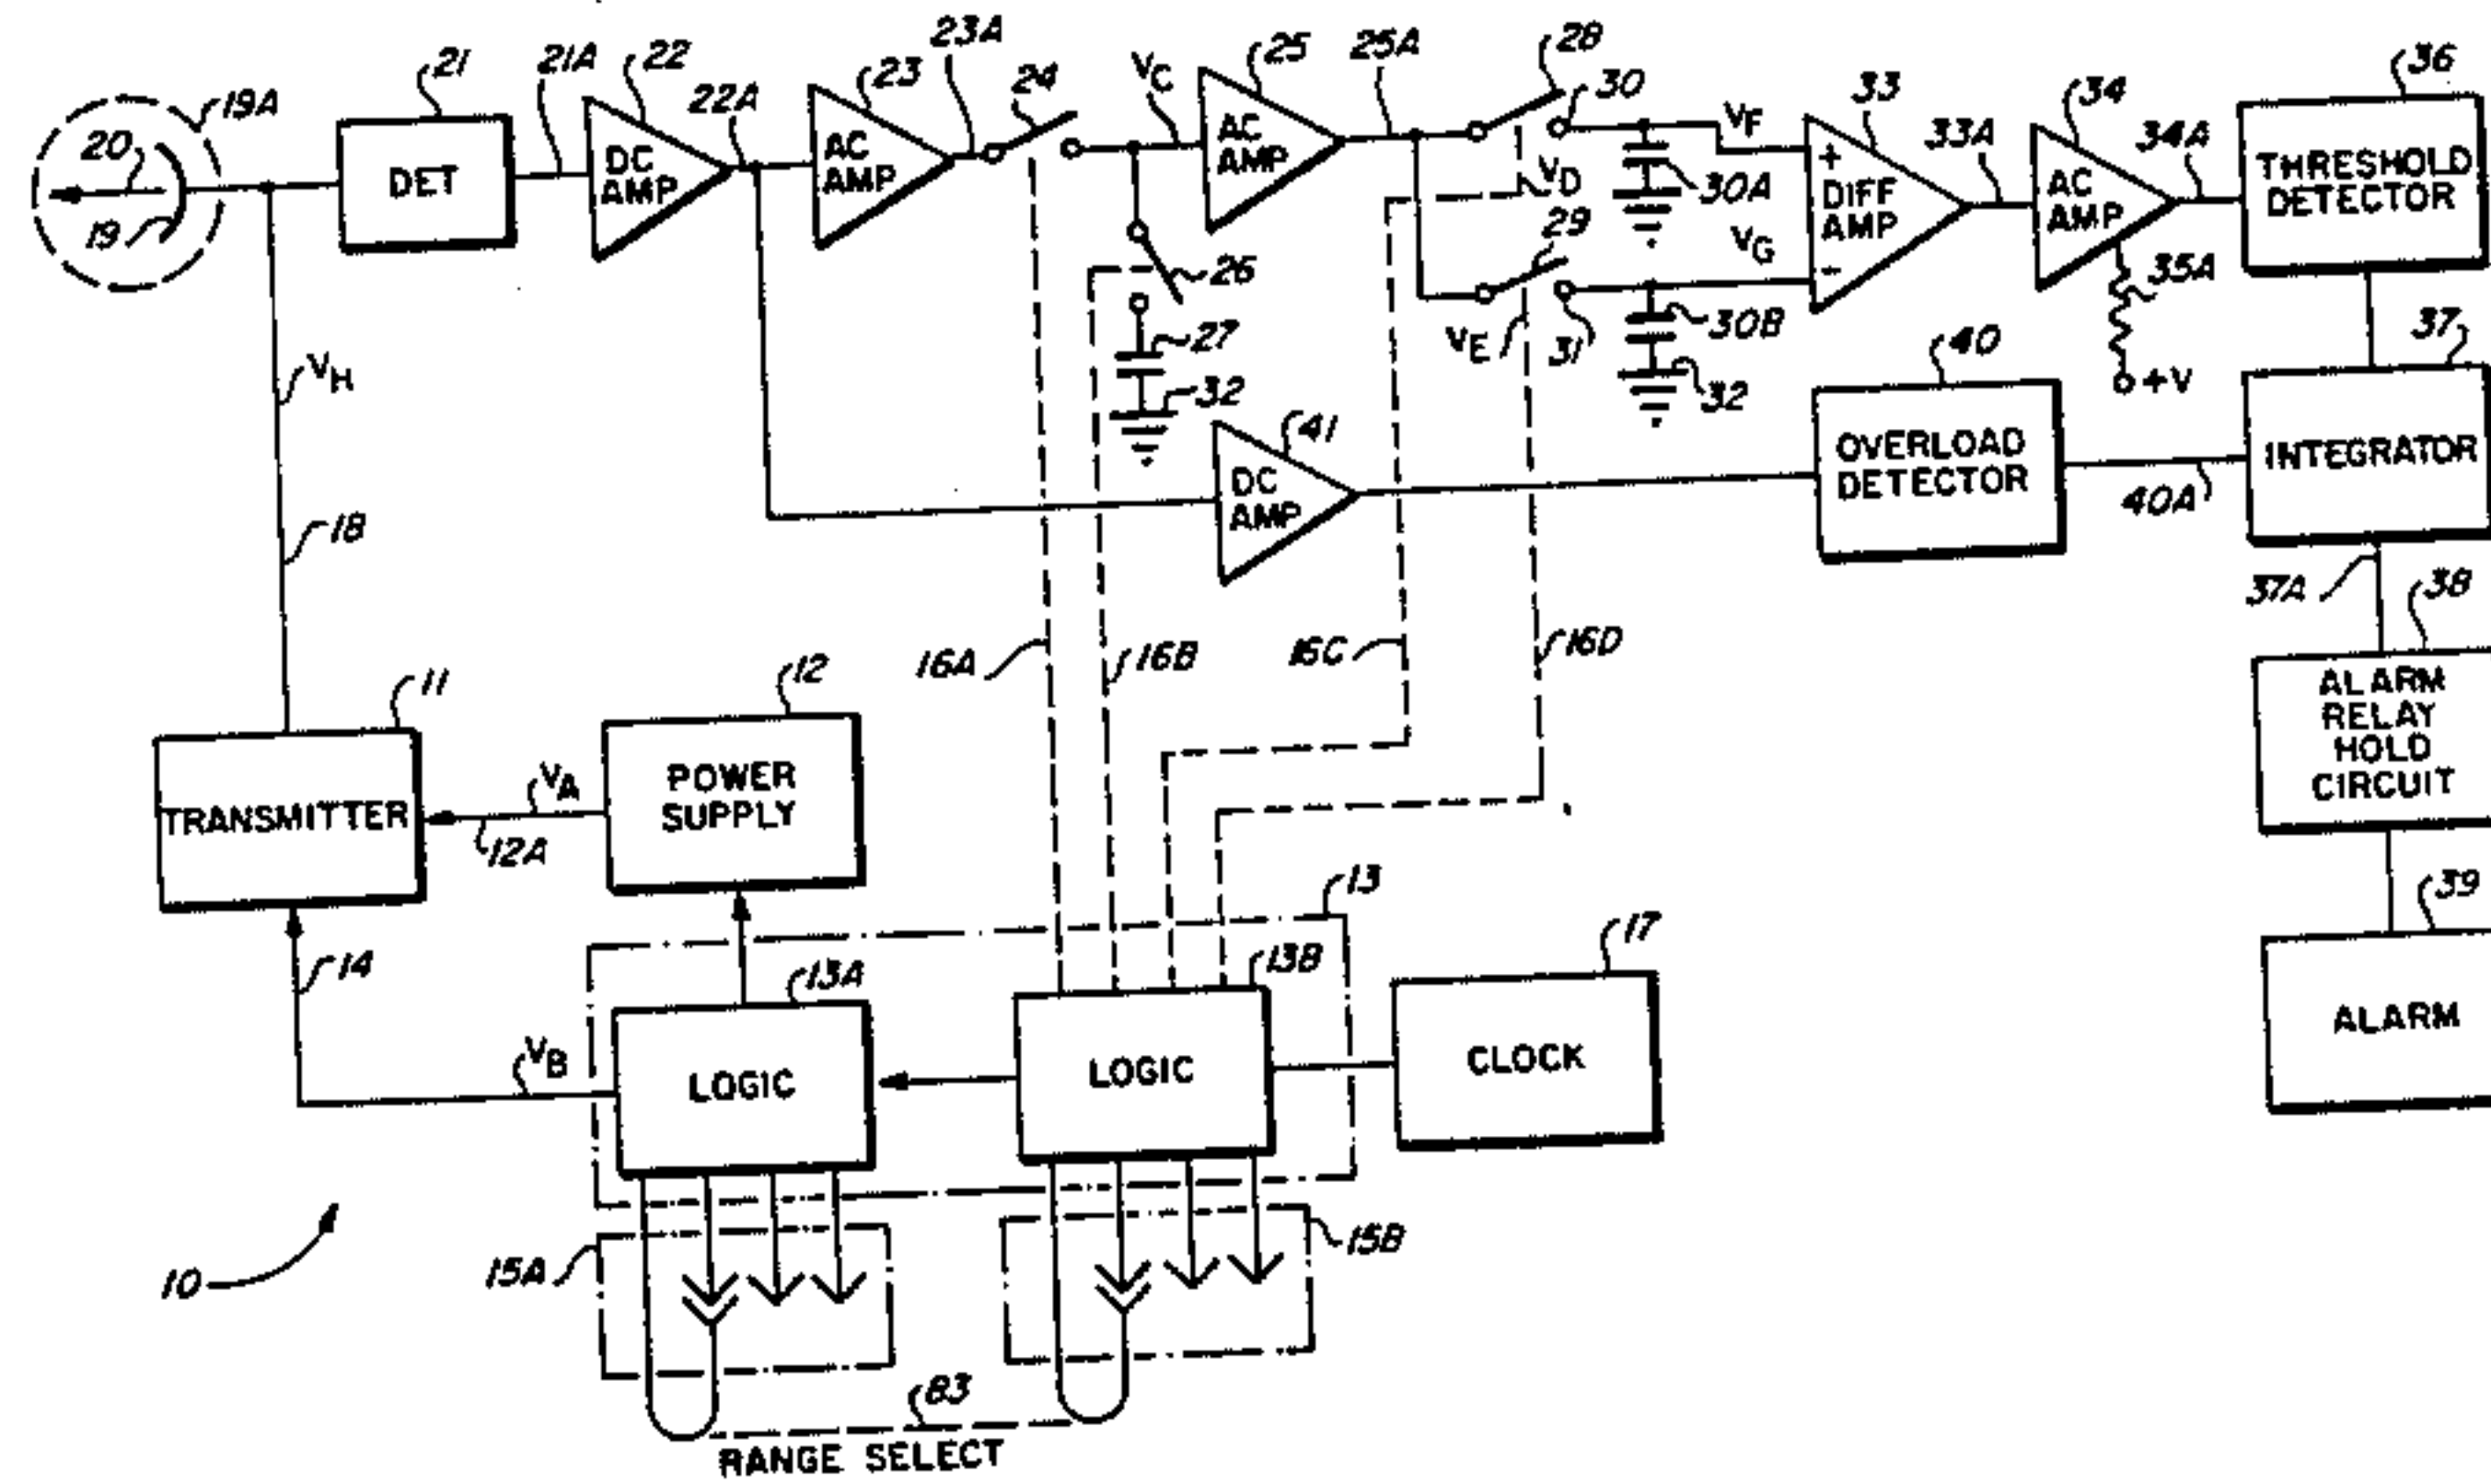 19A
20
19
21
DET
21A
22
DC
AMP
22A
23
AC
AMP
23A
24
VC
25
AC
AMP
25A
28
30
VD
30A
VF
33
+
DIFF
AMP
-
33A
34
AC
AMP
34A
36
THRESHOLD
DETECTOR
26
27
32
29
VE
31
VG
30B
32
35A
+V
37
INTEGRATOR
VH
18
41
DC
AMP
40
OVERLOAD
DETECTOR
40A
37A
38
ALARM
RELAY
HOLD
CIRCUIT
16A
16B
16C
16D
11
TRANSMITTER
12
POWER
SUPPLY
VA
12A
39
ALARM
13
14
13A
LOGIC
13B
LOGIC
17
CLOCK
VB
10
15A
15B
83
RANGE SELECT